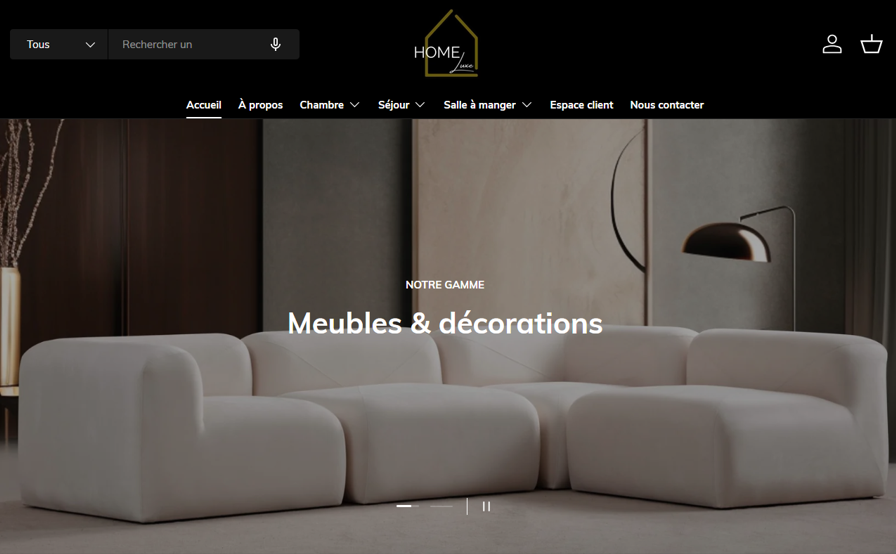 Tous
Rechercher un
HOME
Luxe
Accueil À propos Chambre Séjour Salle à manger Espace client Nous contacter
NOTRE GAMME
Meubles & décorations